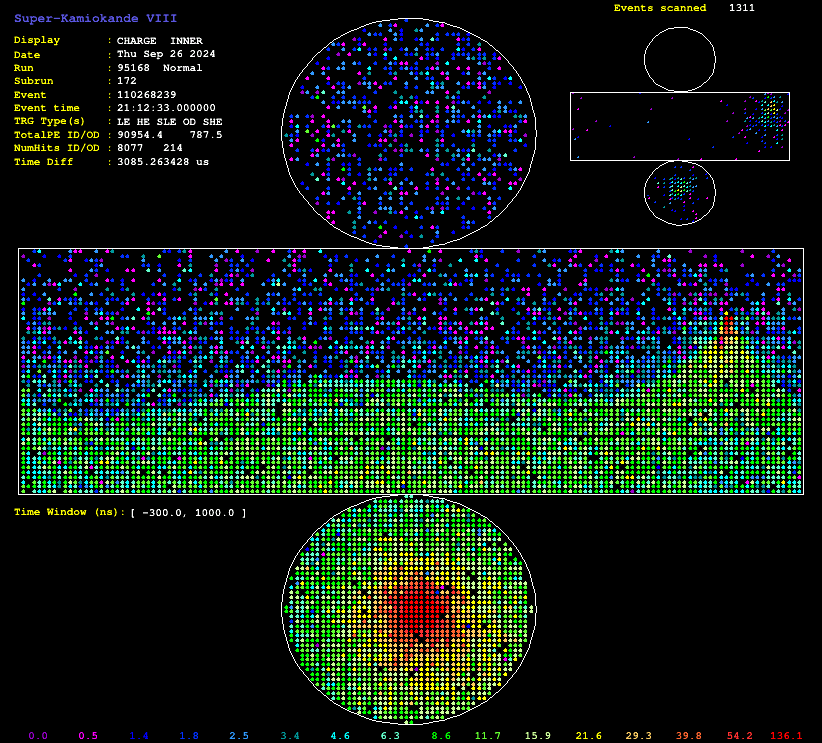 Super-Kamiokande VIII
Events scanned 1311
Display : CHARGE INNER
Date : Thu Sep 26 2024
Run : 95168 Normal
Subrun : 172
Event : 110268239
Event time : 21:12:33.000000
TRG Type(s) : LE HE SLE OD SHE
TotalPE ID/OD : 90954.4 787.5
NumHits ID/OD : 8077 214
Time Diff : 3085.263428 us
Time Window (ns): [ -300.0, 1000.0 ]
0.0 0.5 1.4 1.8 2.5 3.4 4.6 6.3 8.6 11.7 15.9 21.6 29.3 39.8 54.2 136.1